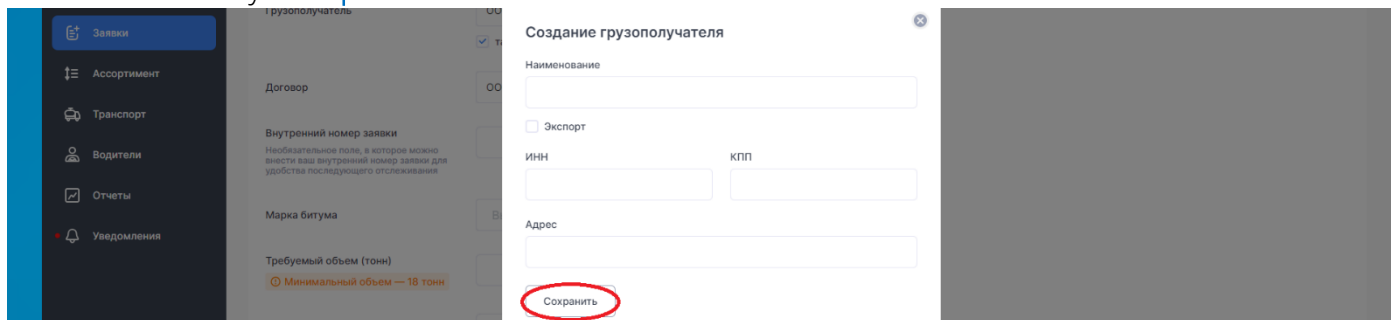 Заявки
Ассортимент
Транспорт
Водители
Отчеты
Уведомления
Грузополучатель
ОО
Договор
ОО
Внутренний номер заявки
Необязательное поле, в которое можно
внести ваш внутренний номер заявки для
удобства последующего отслеживания
Марка битума
Требуемый объем (тонн)
Минимальный объем — 18 тонн
Создание грузополучателя
Наименование
Экспорт
ИНН
КПП
Адрес
Сохранить